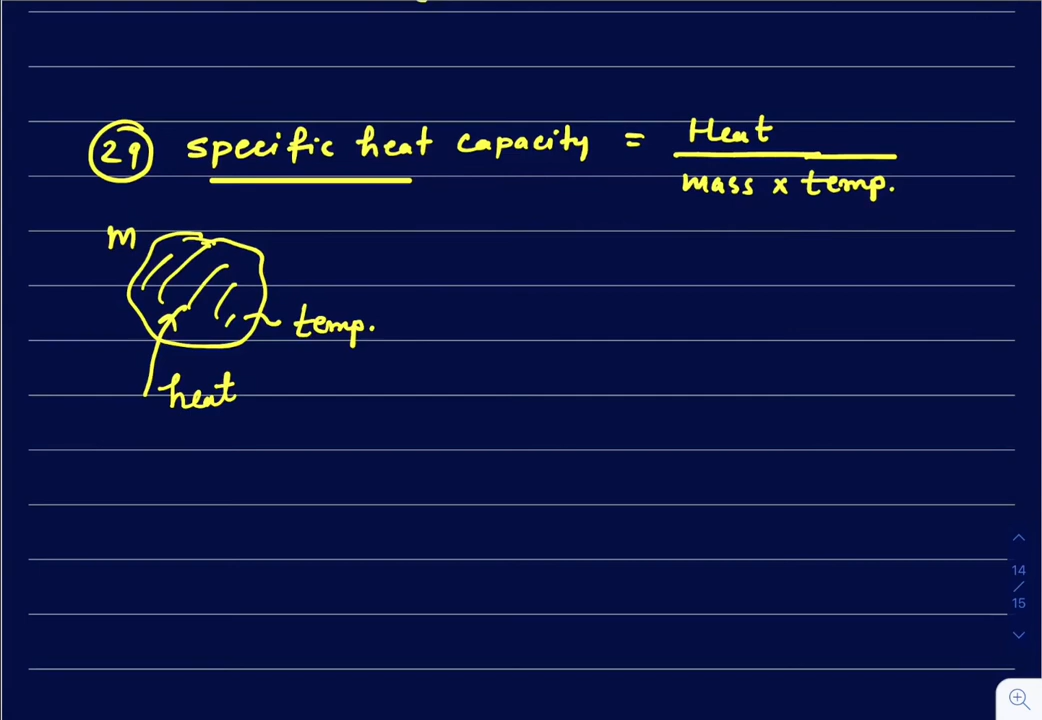 29 specific heat capacity = Heat
mass x temp.
m
temp.
heat
14
/
15